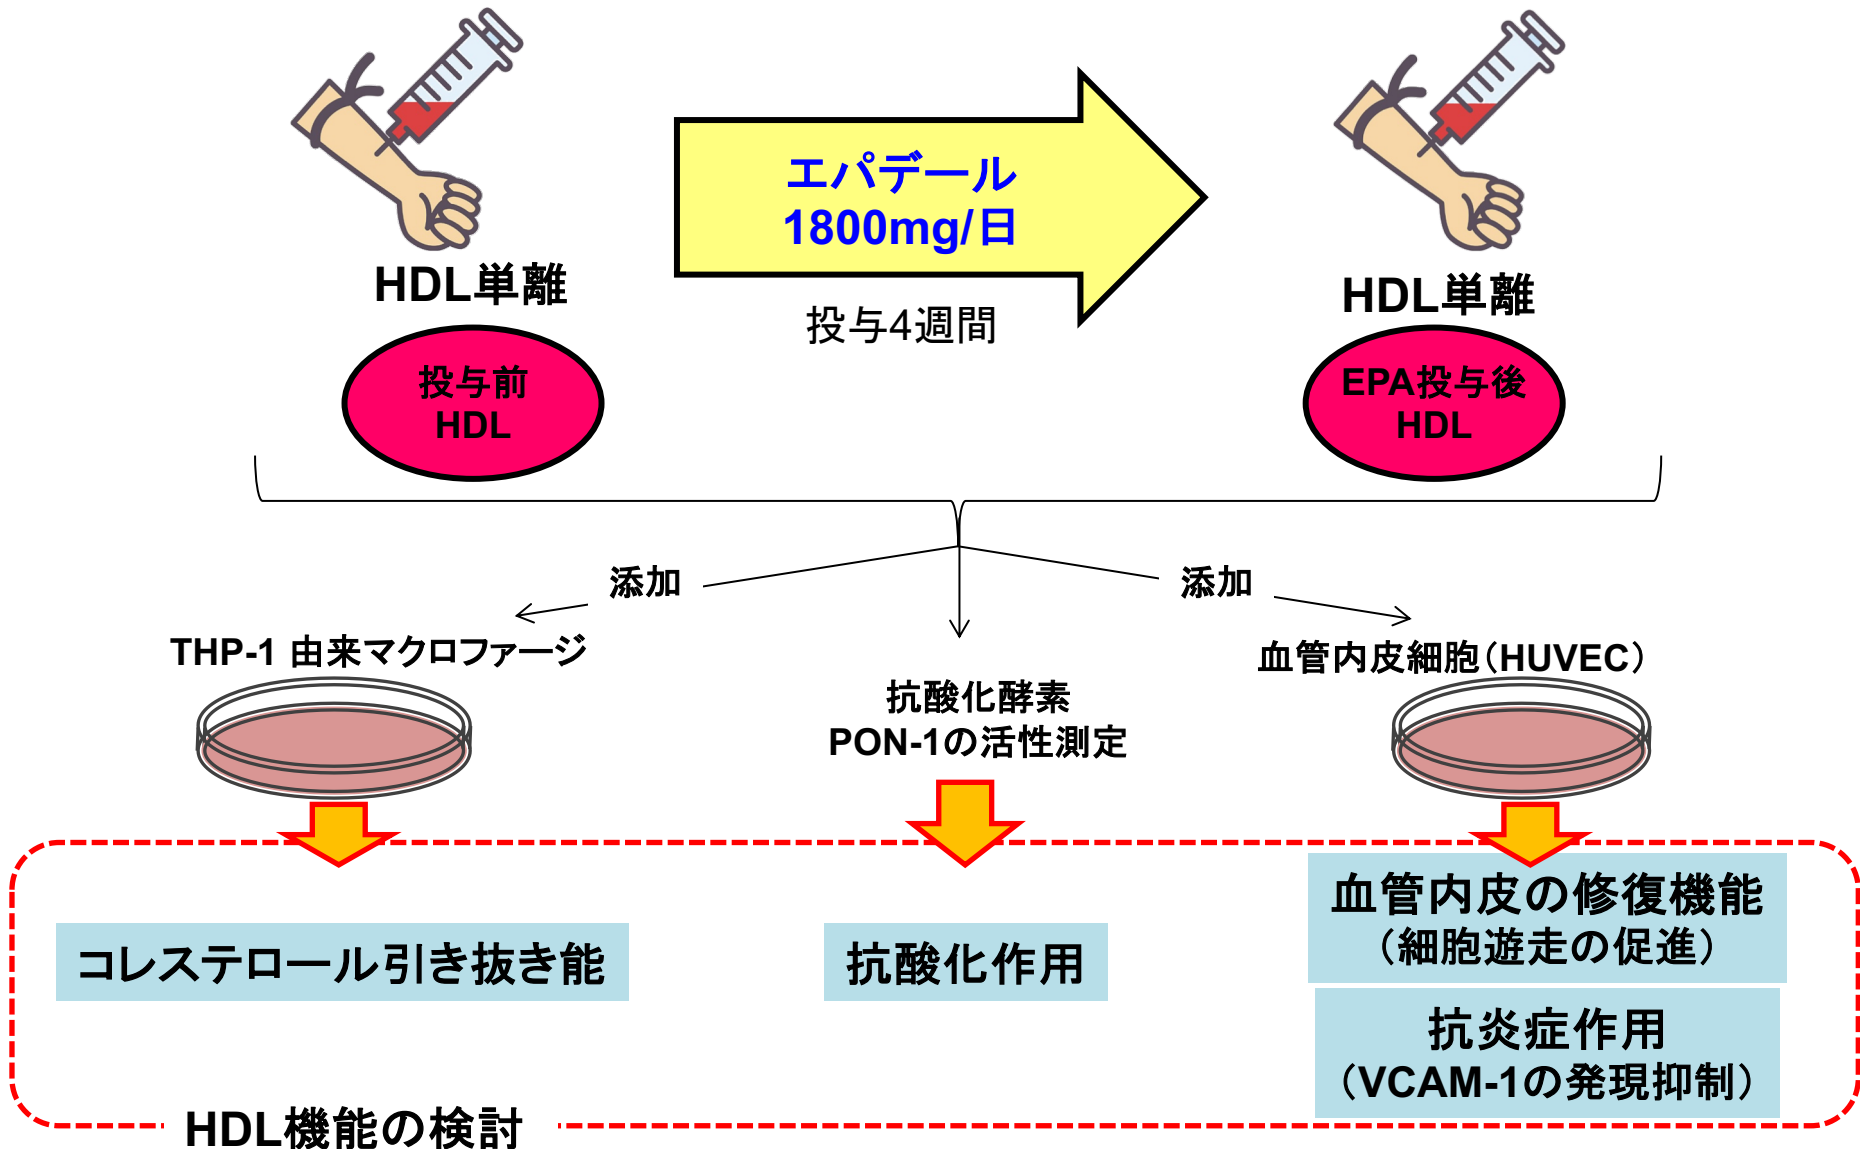 エパデール
1800mg/日
HDL単離
投与4週間
HDL単離
投与前
HDL
EPA投与後
HDL
添加
添加
THP-1 由来マクロファージ
血管内皮細胞（HUVEC）
抗酸化酵素
PON-1の活性測定
血管内皮の修復機能
（細胞遊走の促進）
コレステロール引き抜き能
抗酸化作用
抗炎症作用
（VCAM-1の発現抑制）
HDL機能の検討